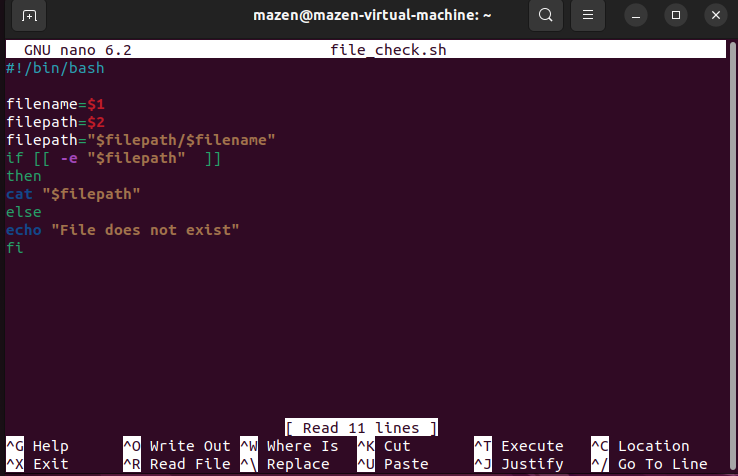 mazen@mazen-virtual-machine: ~
GNU nano 6.2 file_check.sh
#!/bin/bash
filename=$1
filepath=$2
filepath="$filepath/$filename"
if [[ -e "$filepath"  ]]
then
cat "$filepath"
else
echo "File does not exist"
fi
[ Read 11 lines ]
^G Help ^O Write Out ^W Where Is ^K Cut ^T Execute ^C Location
^X Exit ^R Read File ^\ Replace ^U Paste ^J Justify ^/ Go To Line